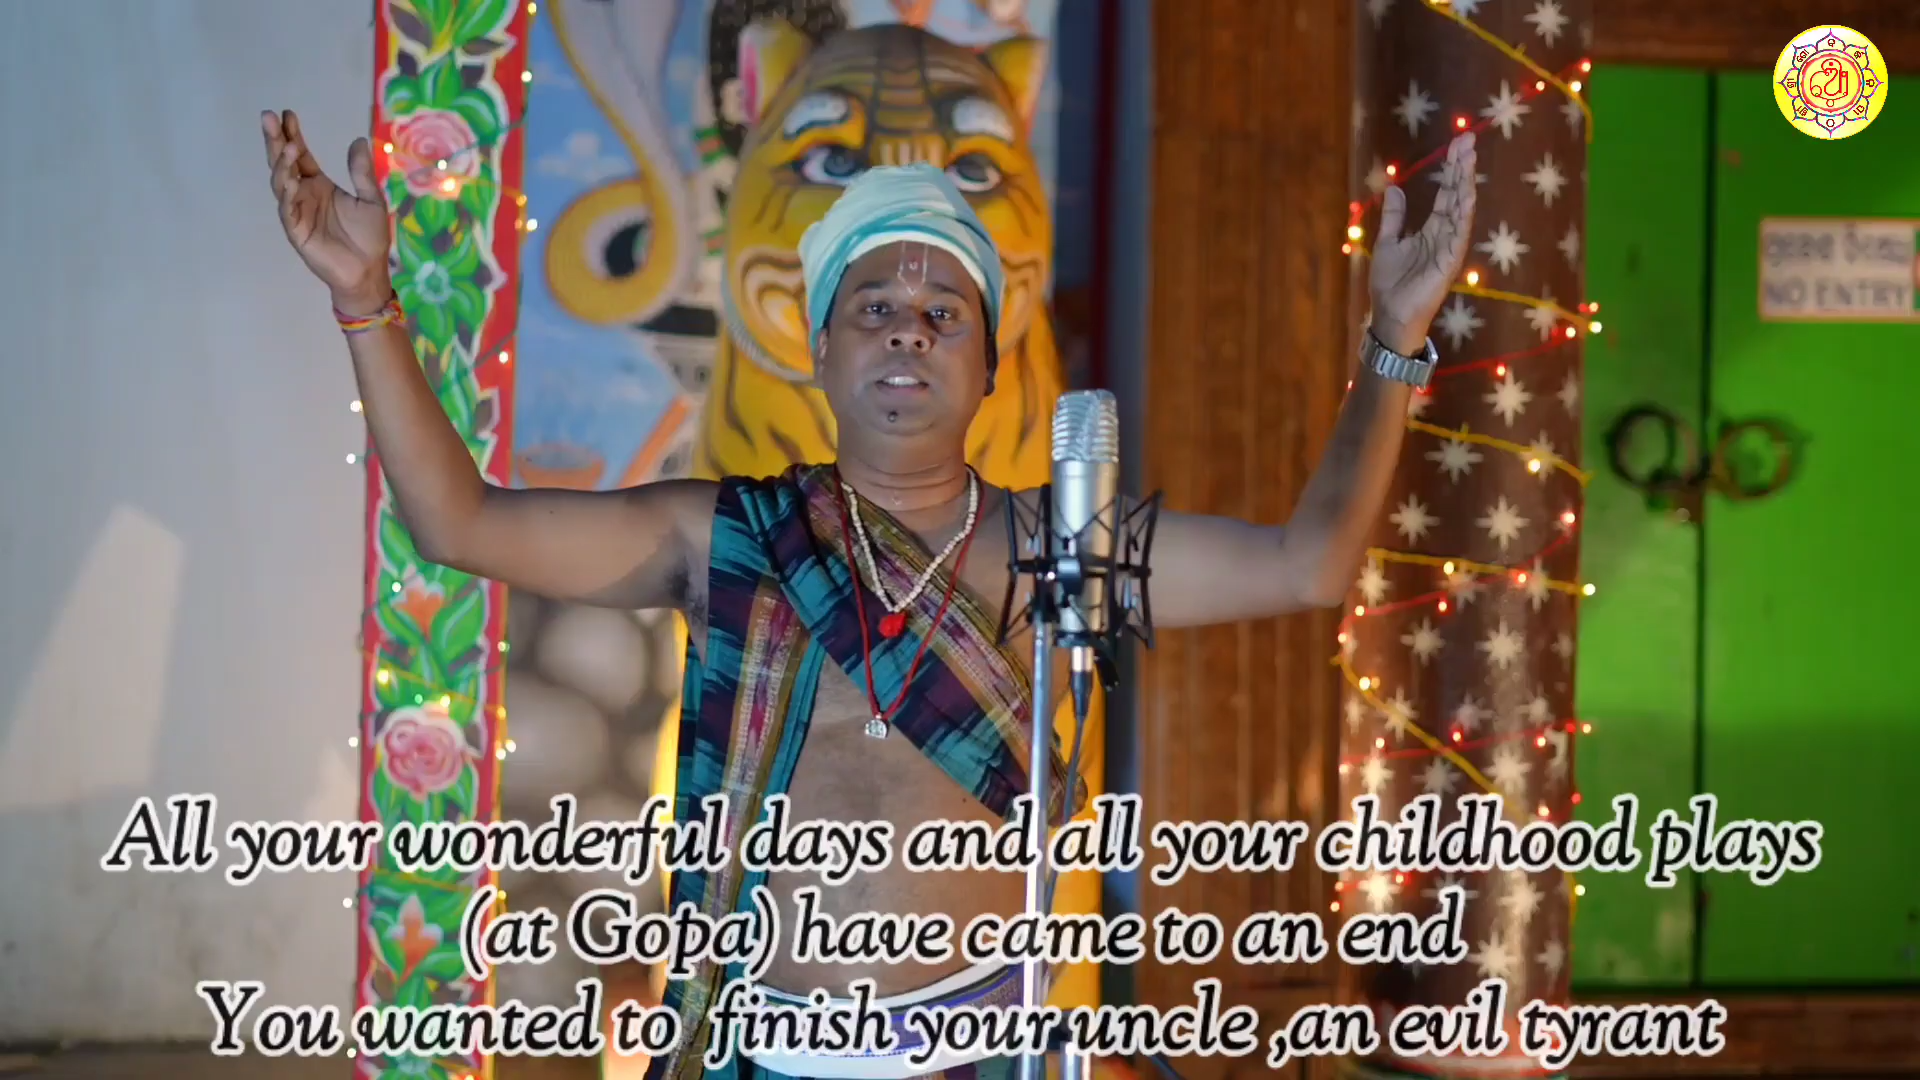 All your wonderful days and all your childhood plays
(at Gopa) have came to an end
You wanted to finish your uncle ,an evil tyrant
NO ENTRY